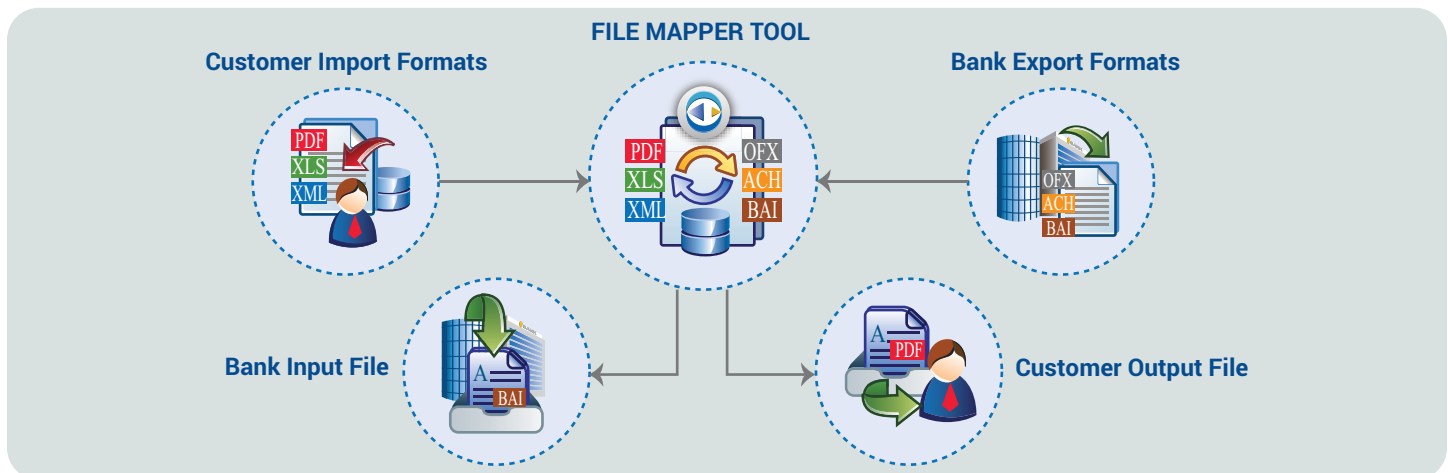 FILE MAPPER TOOL
Customer Import Formats
Bank Export Formats
PDF
XLS
XML
PDF
XLS
XML
OFX
ACH
BAI
OFX
ACH
BAI
Bank Input File
A
BAI
A
PDF
Customer Output File